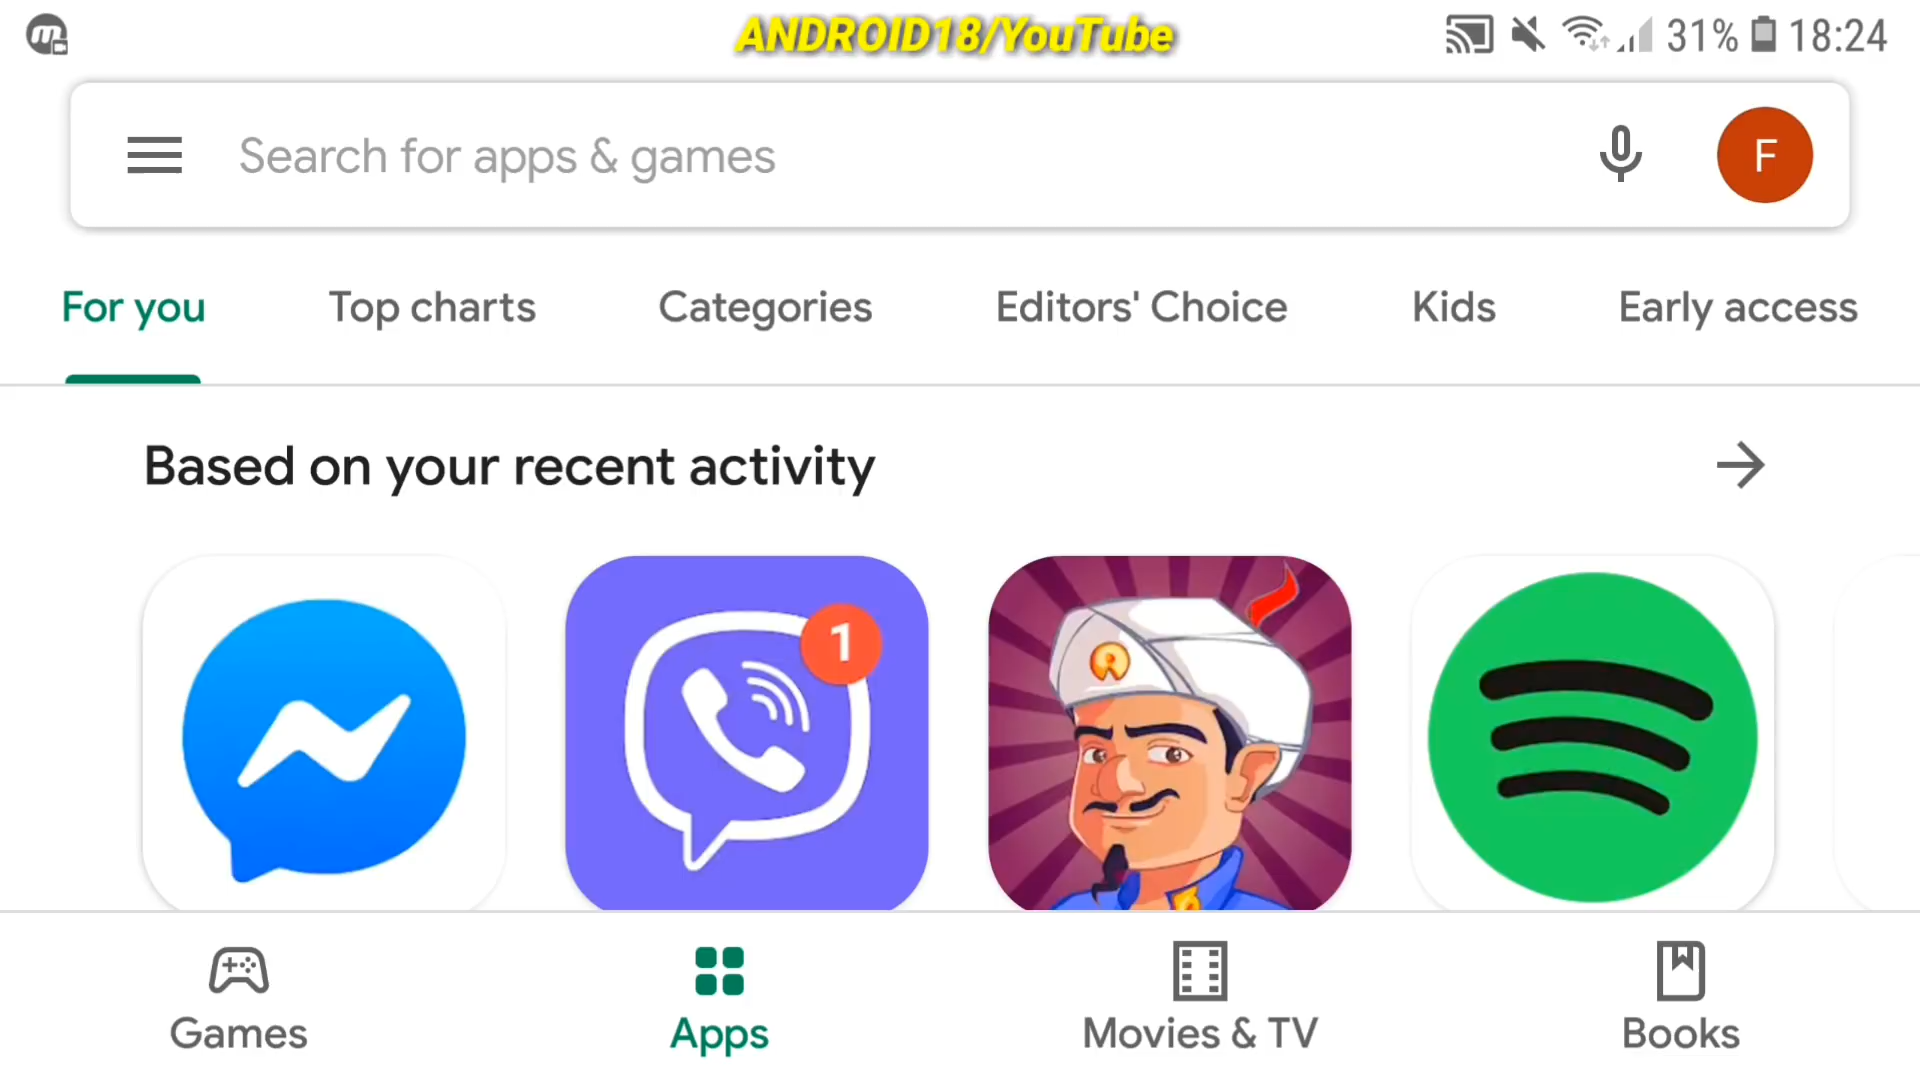 ANDROID18/YouTube
31% 18:24
Search for apps & games
F
For you
Top charts
Categories
Editors' Choice
Kids
Early access
Based on your recent activity
1
Games
Apps
Movies & TV
Books